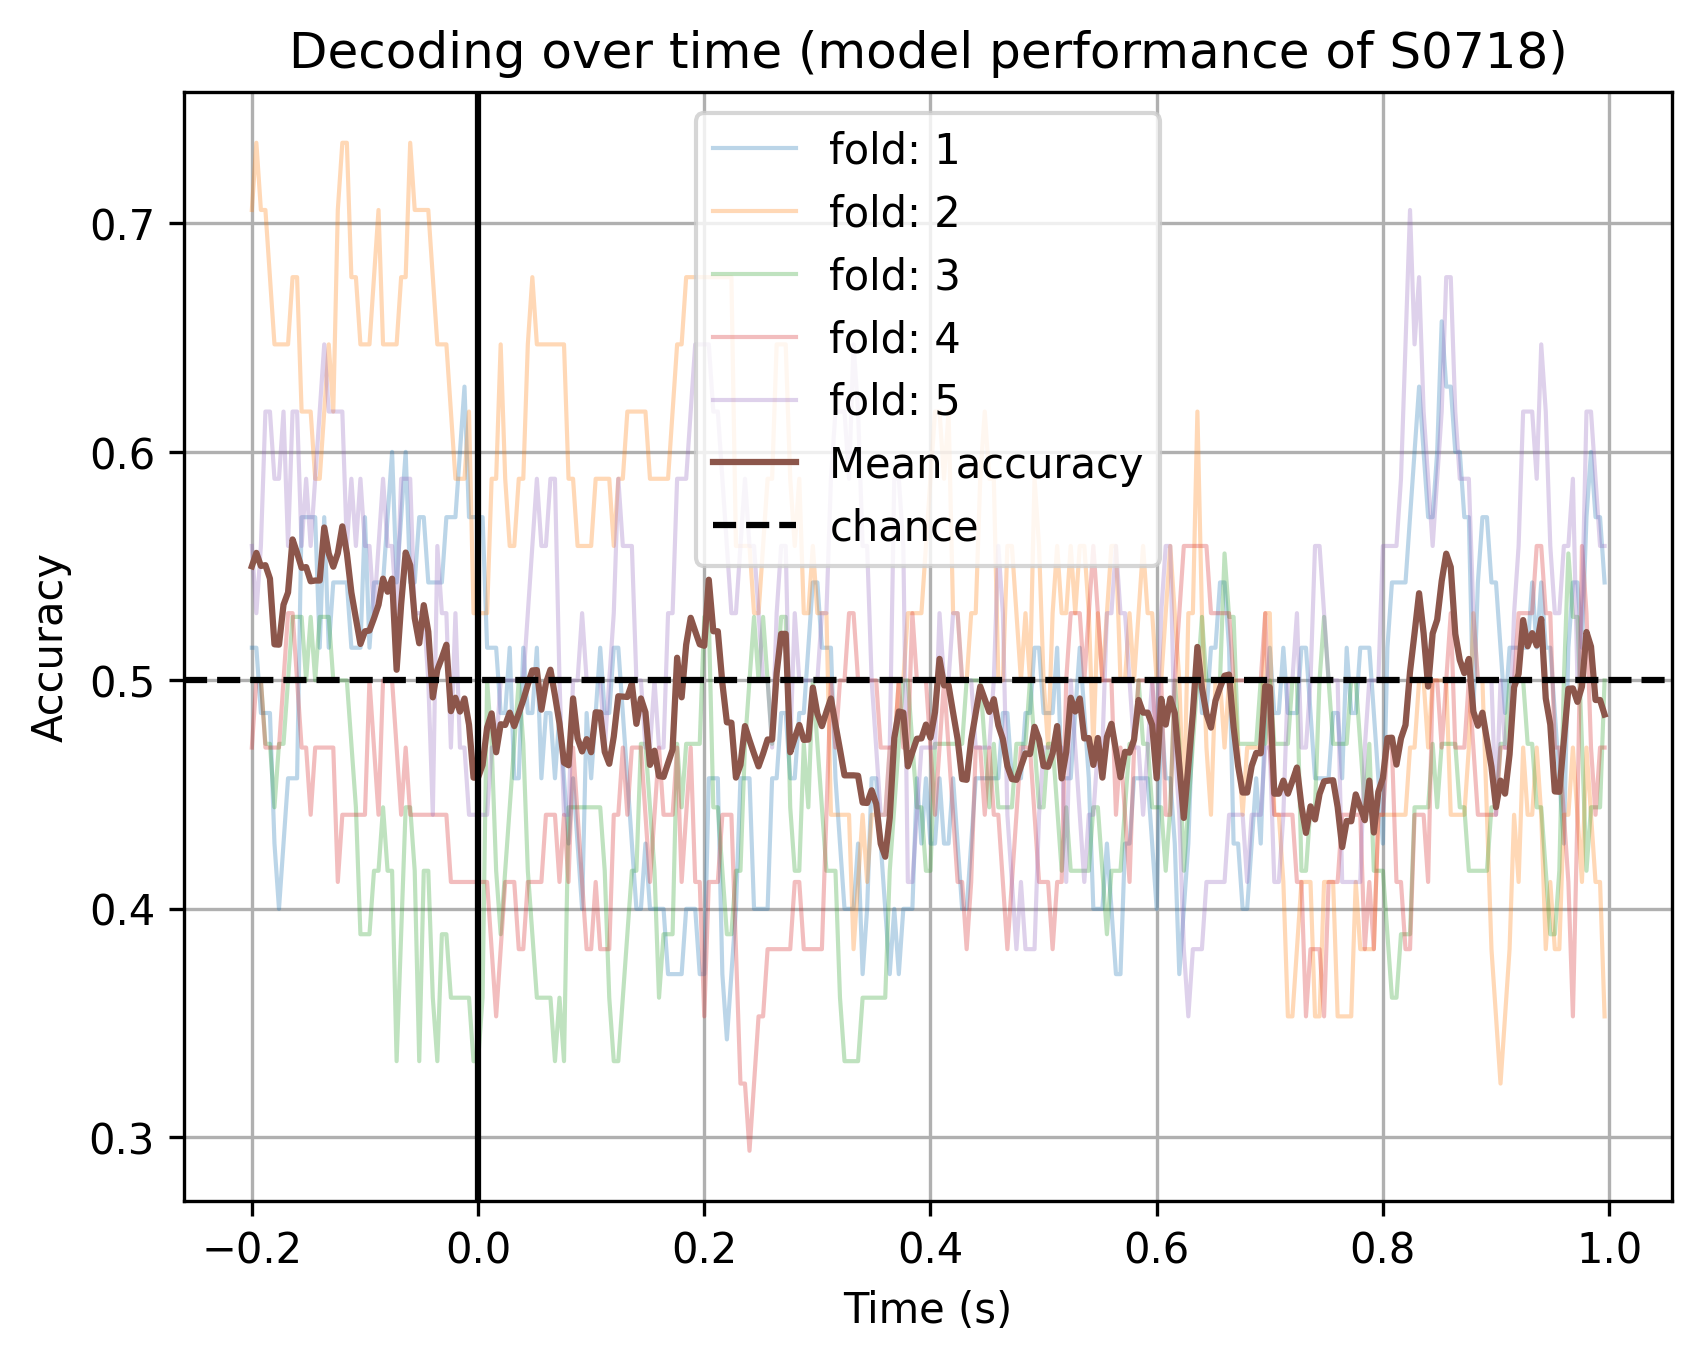 Decoding over time (model performance of S0718)
fold: 1
fold: 2
fold: 3
fold: 4
fold: 5
Mean accuracy
chance
Accuracy
0.7
0.6
0.5
0.4
0.3
−0.2 0.0 0.2 0.4 0.6 0.8 1.0
Time (s)